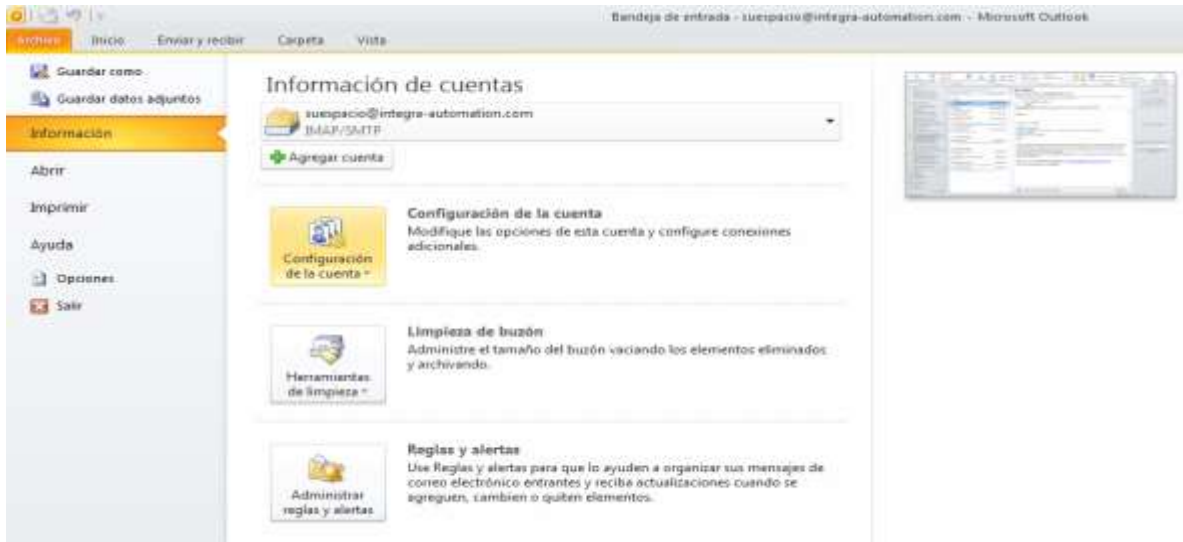 Bandeja de entrada - suespacio@integra-automation.com - Microsoft Outlook
Archivo Inicio Enviar y recibir Carpeta Vista
Guardar como
Guardar datos adjuntos
Información
Abrir
Imprimir
Ayuda
Opciones
Salir
Información de cuentas
suespacio@integra-automation.com
IMAP/SMTP
Agregar cuenta
Configuración
de la cuenta
Configuración de la cuenta
Modifique las opciones de esta cuenta y configure conexiones
adicionales.
Herramientas
de limpieza
Limpieza de buzón
Administre el tamaño del buzón vaciando los elementos eliminados
y archivando.
Administrar
reglas y alertas
Reglas y alertas
Use Reglas y alertas para que lo ayuden a organizar sus mensajes de
correo electrónico entrantes y reciba actualizaciones cuando se
agreguen, cambien o quiten elementos.